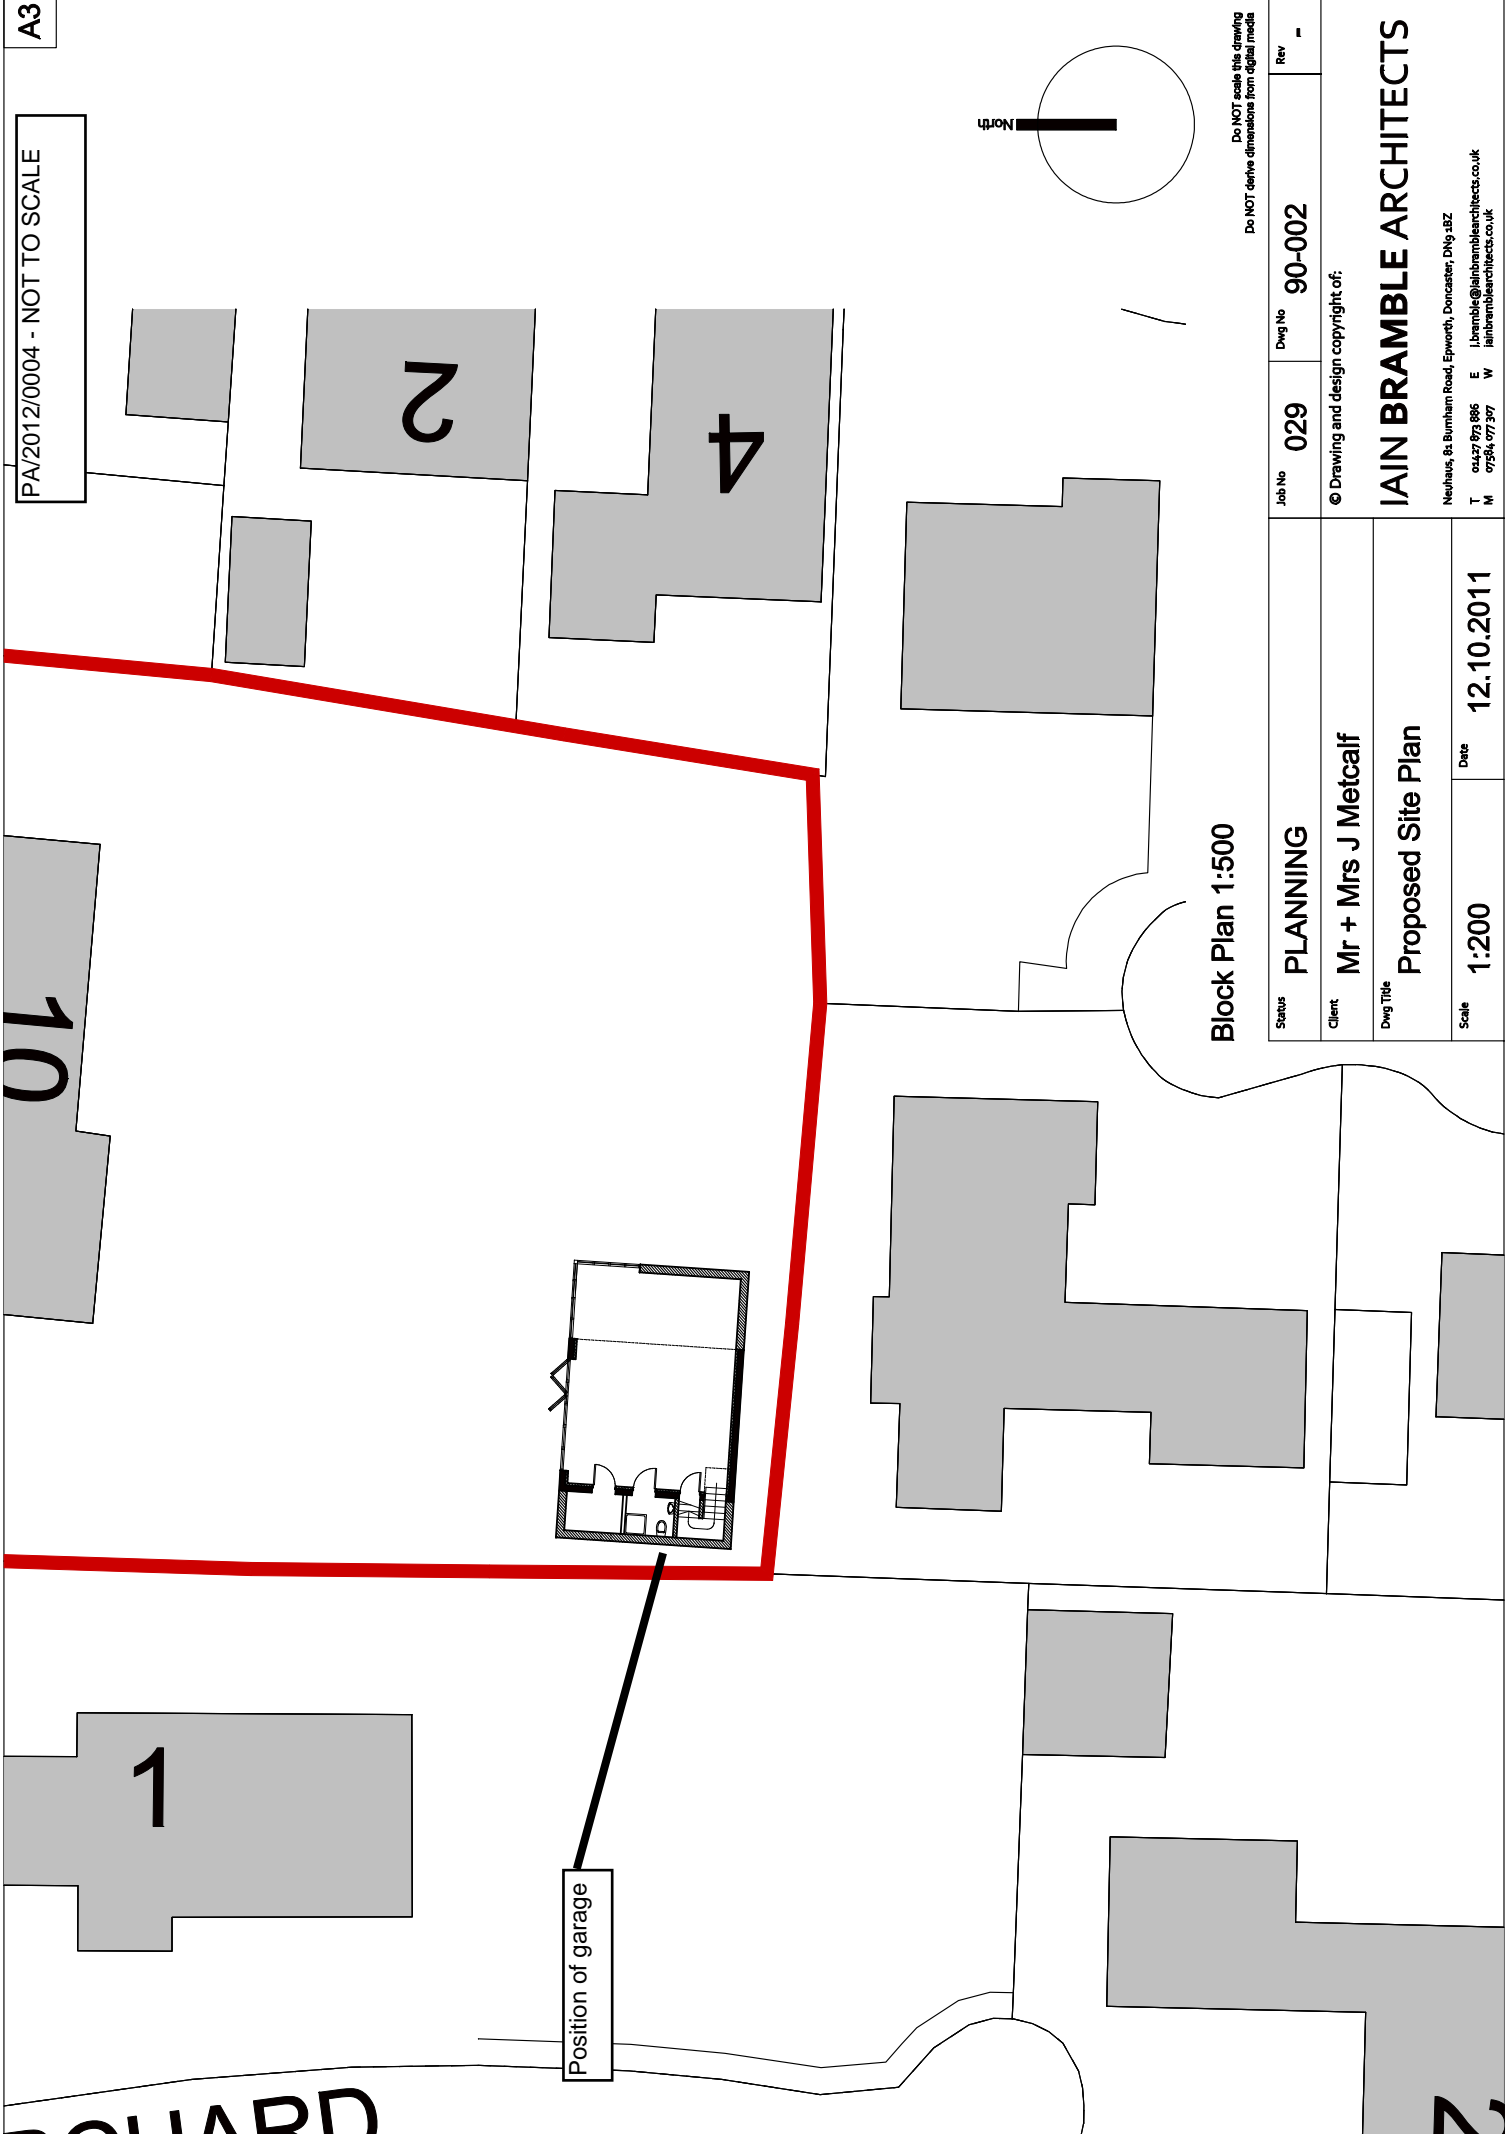 A3
PA/2012/0004 - NOT TO SCALE
North
2
4
10
1
Position of garage
2
Block Plan 1:500
Do NOT scale this drawing
Do NOT derive dimensions from digital media
Status PLANNING
Job No 029
Dwg No 90-002
Rev -
Client Mr + Mrs J Metcalf
Dwg Title Proposed Site Plan
Scale 1:200
Date 12.10.2011
© Drawing and design copyright of:
IAIN BRAMBLE ARCHITECTS
Neuhaus, 81 Burnham Road, Epworth, Doncaster, DN9 1BZ
T 01427 873 886 E i.bramble@iainbramblearchitects.co.uk
M 07584 077 307 W iainbramblearchitects.co.uk